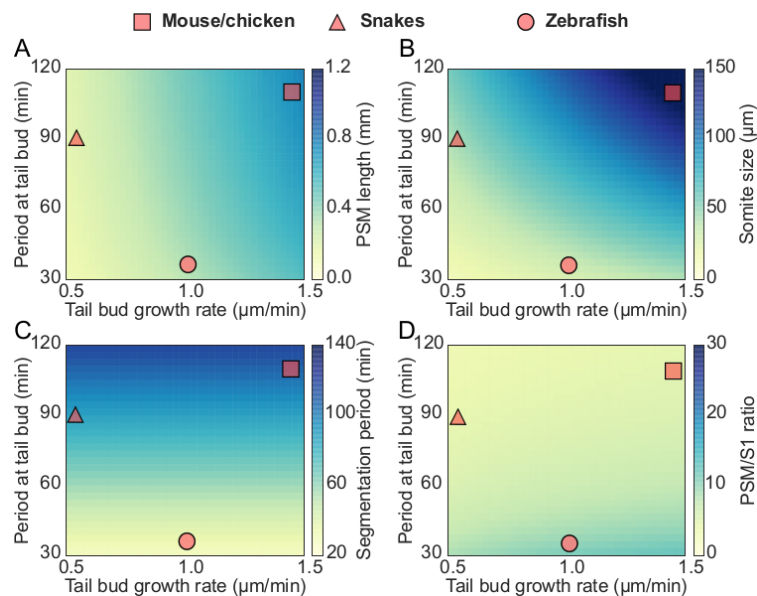 Mouse/chicken Snakes Zebrafish
A
120
90
60
30
Period at tail bud (min)
0.5 1.0 1.5
Tail bud growth rate (µm/min)
1.2
0.8
0.4
0.0
PSM length (mm)
B
120
90
60
30
Period at tail bud (min)
0.5 1.0 1.5
Tail bud growth rate (µm/min)
150
100
50
0
Somite size (µm)
C
120
90
60
30
Period at tail bud (min)
0.5 1.0 1.5
Tail bud growth rate (µm/min)
140
100
60
20
Segmentation period (min)
D
120
90
60
30
Period at tail bud (min)
0.5 1.0 1.5
Tail bud growth rate (µm/min)
30
20
10
0
PSM/S1 ratio